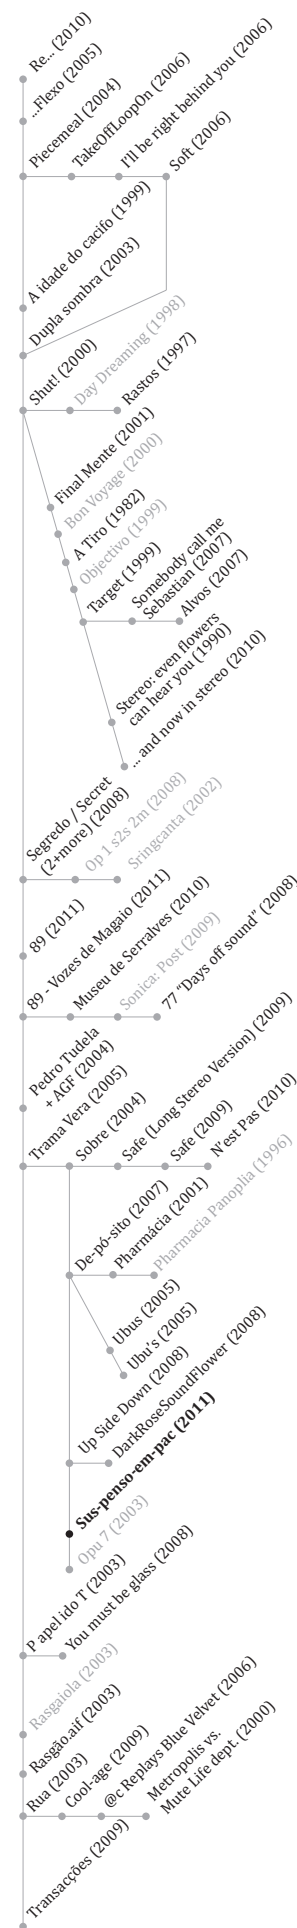 Re... (2010)
...Flexo (2005)
Piecemeal (2004)
TakeOffLoopOn (2006)
I'll be right behind you (2006)
Soft (2006)
A idade do cacifo (1999)
Dupla sombra (2003)
Shut! (2000)
Day Dreaming (1998)
Rastos (1997)
Final Mente (2001)
Bon Voyage (2000)
A Tiro (1982)
Objectivo (1999)
Target (1999)
Somebody call me
Sebastian (2007)
Alvos (2007)
Stereo: even flowers
can hear you (1990)
... and now in stereo (2010)
Segredo / Secret
(2+more) (2008)
Op 1 s2s 2m (2008)
Sringcanta (2002)
89 (2011)
89 - Vozes de Magaio (2011)
Museu de Serralves (2010)
Sonica: Post (2009)
77 “Days off sound” (2008)
Pedro Tudela
+ AGF (2004)
Trama Vera (2005)
Sobre (2004)
Safe (Long Stereo Version) (2009)
Safe (2009)
N'est Pas (2010)
De-pó-sito (2007)
Pharmácia (2001)
Pharmacia Panoplia (1996)
Ubus (2005)
Ubu's (2005)
Up Side Down (2008)
DarkRoseSoundFlower (2008)
Sus-penso-em-pac (2011)
Opu 7 (2003)
P apel ido T (2003)
You must be glass (2008)
Rasgaiola (2003)
Rasgão.aif (2003)
Rua (2003)
Cool-age (2009)
@c Replays Blue Velvet (2006)
Metropolis vs.
Mute Life dept. (2000)
Transacções (2009)